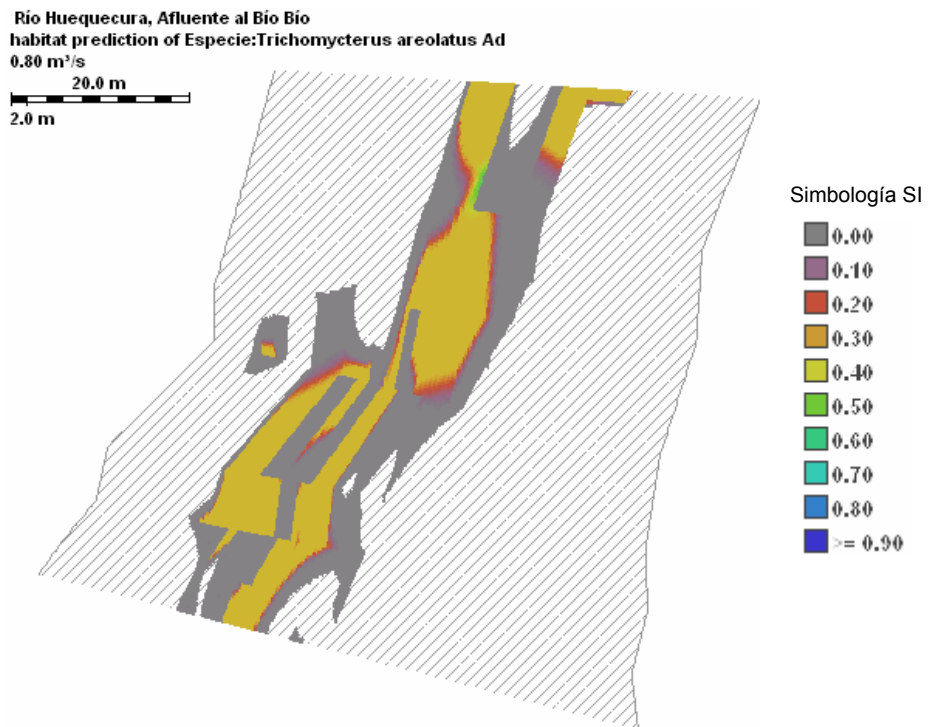 Río Huequecura, Afluente al Bío Bío
habitat prediction of Especie:Trichomycterus areolatus Ad
0.80 m³/s
20.0 m
2.0 m
Simbología SI
0.00
0.10
0.20
0.30
0.40
0.50
0.60
0.70
0.80
>= 0.90